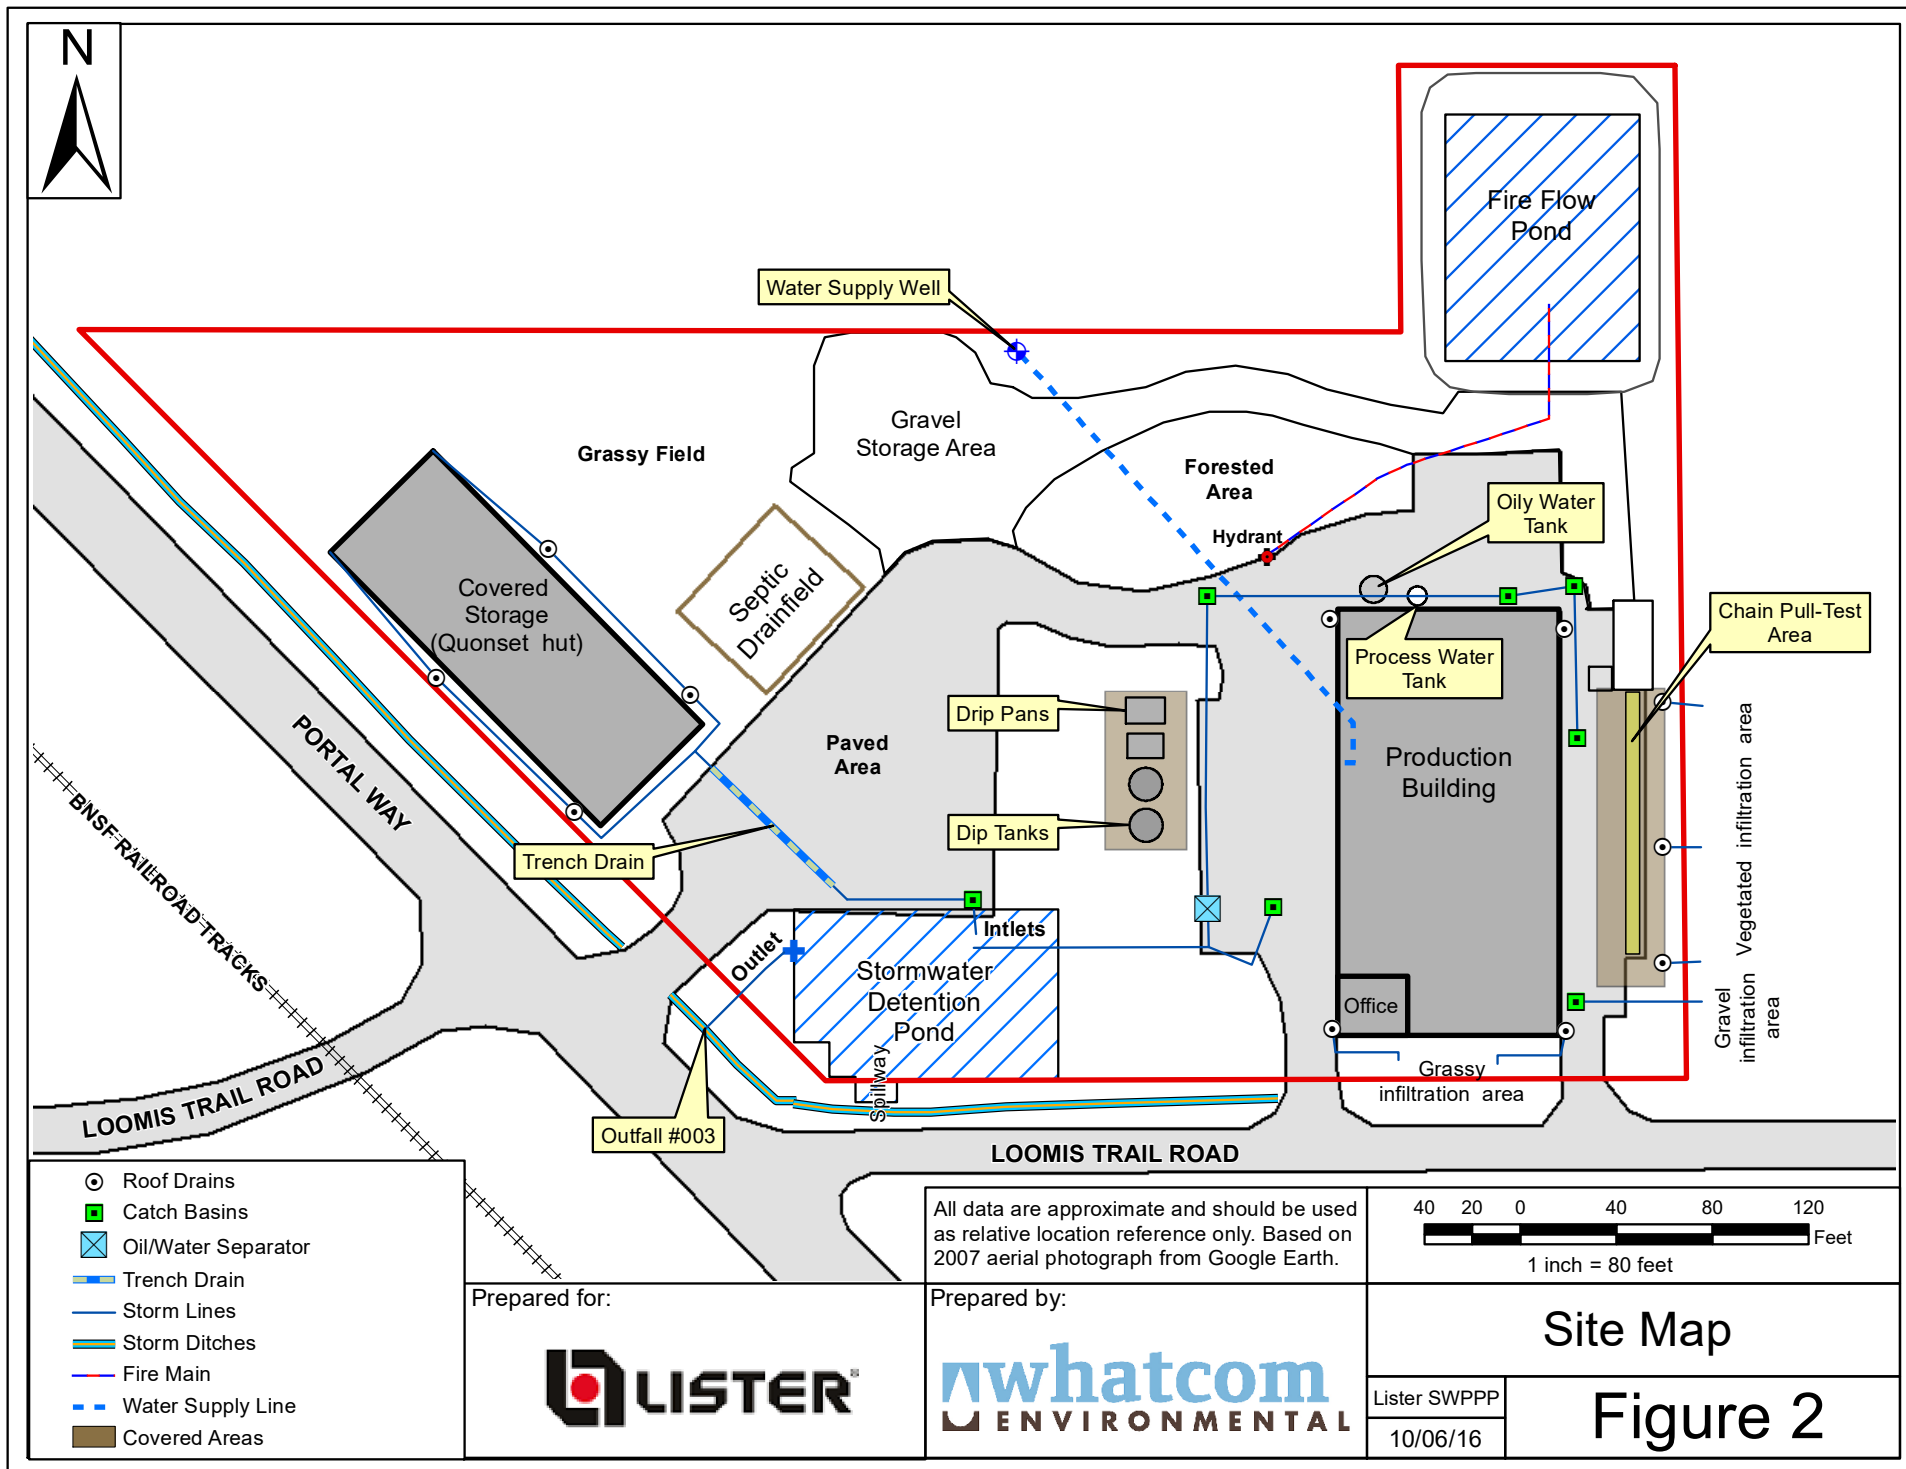 N
Fire Flow
Pond
Water Supply Well
Gravel
Storage Area
Grassy Field
Forested
Area
Oily Water
Tank
Hydrant
Covered
Storage
(Quonset hut)
Septic
Drainfield
Chain Pull-Test
Area
Process Water
Tank
Drip Pans
Paved
Area
Production
Building
PORTAL WAY
Dip Tanks
Trench Drain
BNSF RAILROAD TRACKS
Vegetated infiltration area
Outlet
Intlets
Stormwater
Detention
Pond
Office
Gravel
infiltration
area
Spillway
Grassy
infiltration area
LOOMIS TRAIL ROAD
Outfall #003
LOOMIS TRAIL ROAD
Roof Drains
Catch Basins
Oil/Water Separator
Trench Drain
Storm Lines
Storm Ditches
Fire Main
Water Supply Line
Covered Areas
All data are approximate and should be used
as relative location reference only. Based on
2007 aerial photograph from Google Earth.
40 20 0 40 80 120
Feet
1 inch = 80 feet
Prepared for:
LISTER®
Prepared by:
whatcom
ENVIRONMENTAL
Site Map
Lister SWPPP
10/06/16
Figure 2